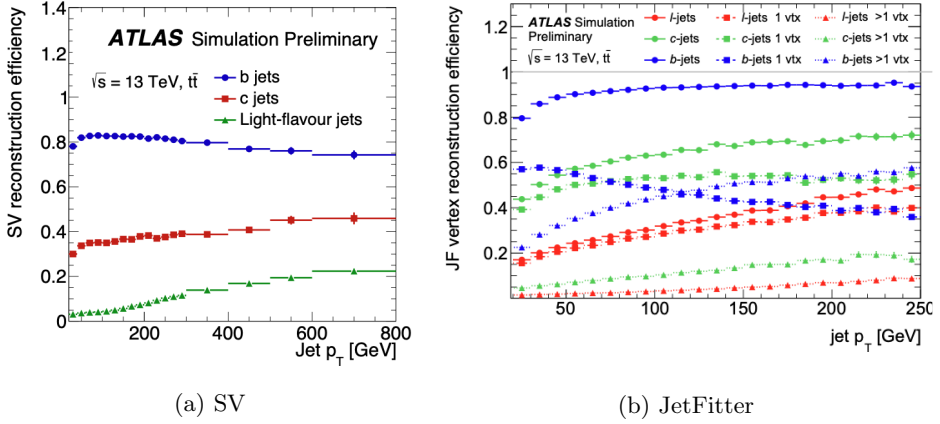 SV reconstruction efficiency
1.4
1.2
1
0.8
0.6
0.4
0.2
0
ATLAS Simulation Preliminary
√s = 13 TeV, tt̄
b jets
c jets
Light-flavour jets
200 400 600 800
Jet p_T [GeV]
(a) SV
JF vertex reconstruction efficiency
1.2
1
0.8
0.6
0.4
0.2
ATLAS Simulation
Preliminary
√s = 13 TeV, tt̄
l-jets l-jets 1 vtx l-jets >1 vtx
c-jets c-jets 1 vtx c-jets >1 vtx
b-jets b-jets 1 vtx b-jets >1 vtx
50 100 150 200 250
jet p_T [GeV]
(b) JetFitter